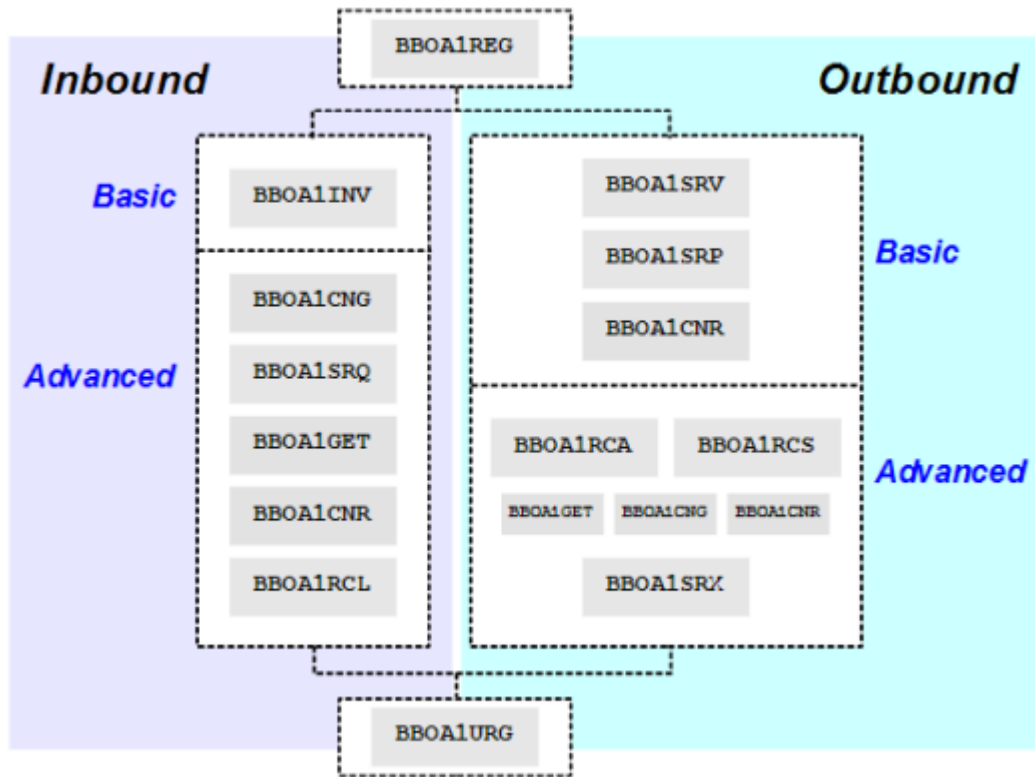 BBOA1REG
Inbound
Outbound
Basic
BBOA1INV
BBOA1SRV
BBOA1SRP
BBOA1CNR
Basic
Advanced
BBOA1CNG
BBOA1SRQ
BBOA1GET
BBOA1CNR
BBOA1RCL
BBOA1RCA
BBOA1RCS
BBOA1GET
BBOA1CNG
BBOA1CNR
BBOA1SRX
Advanced
BBOA1URG